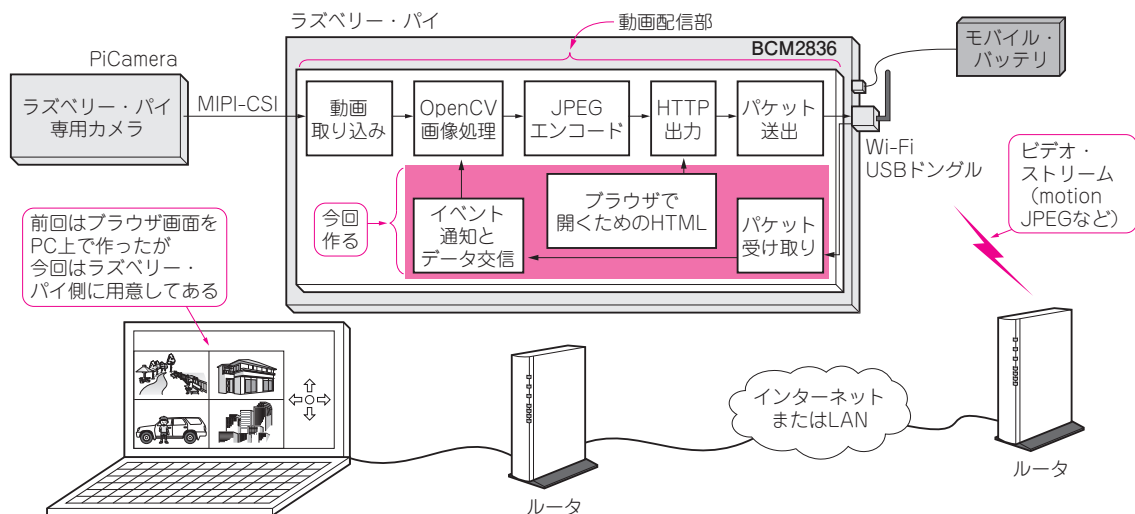 ラズベリー・パイ
動画配信部
BCM2836
モバイル・
バッテリ
PiCamera
ラズベリー・パイ
専用カメラ
MIPI-CSI
動画
取り込み
OpenCV
画像処理
JPEG
エンコード
HTTP
出力
パケット
送出
Wi-Fi
USBドングル
ビデオ・
ストリーム
(motion
JPEGなど)
今回
作る
イベント
通知と
データ交信
ブラウザで
開くためのHTML
パケット
受け取り
前回はブラウザ画面を
PC上で作ったが
今回はラズベリー・
パイ側に用意してある
インターネット
またはLAN
ルータ
ルータ